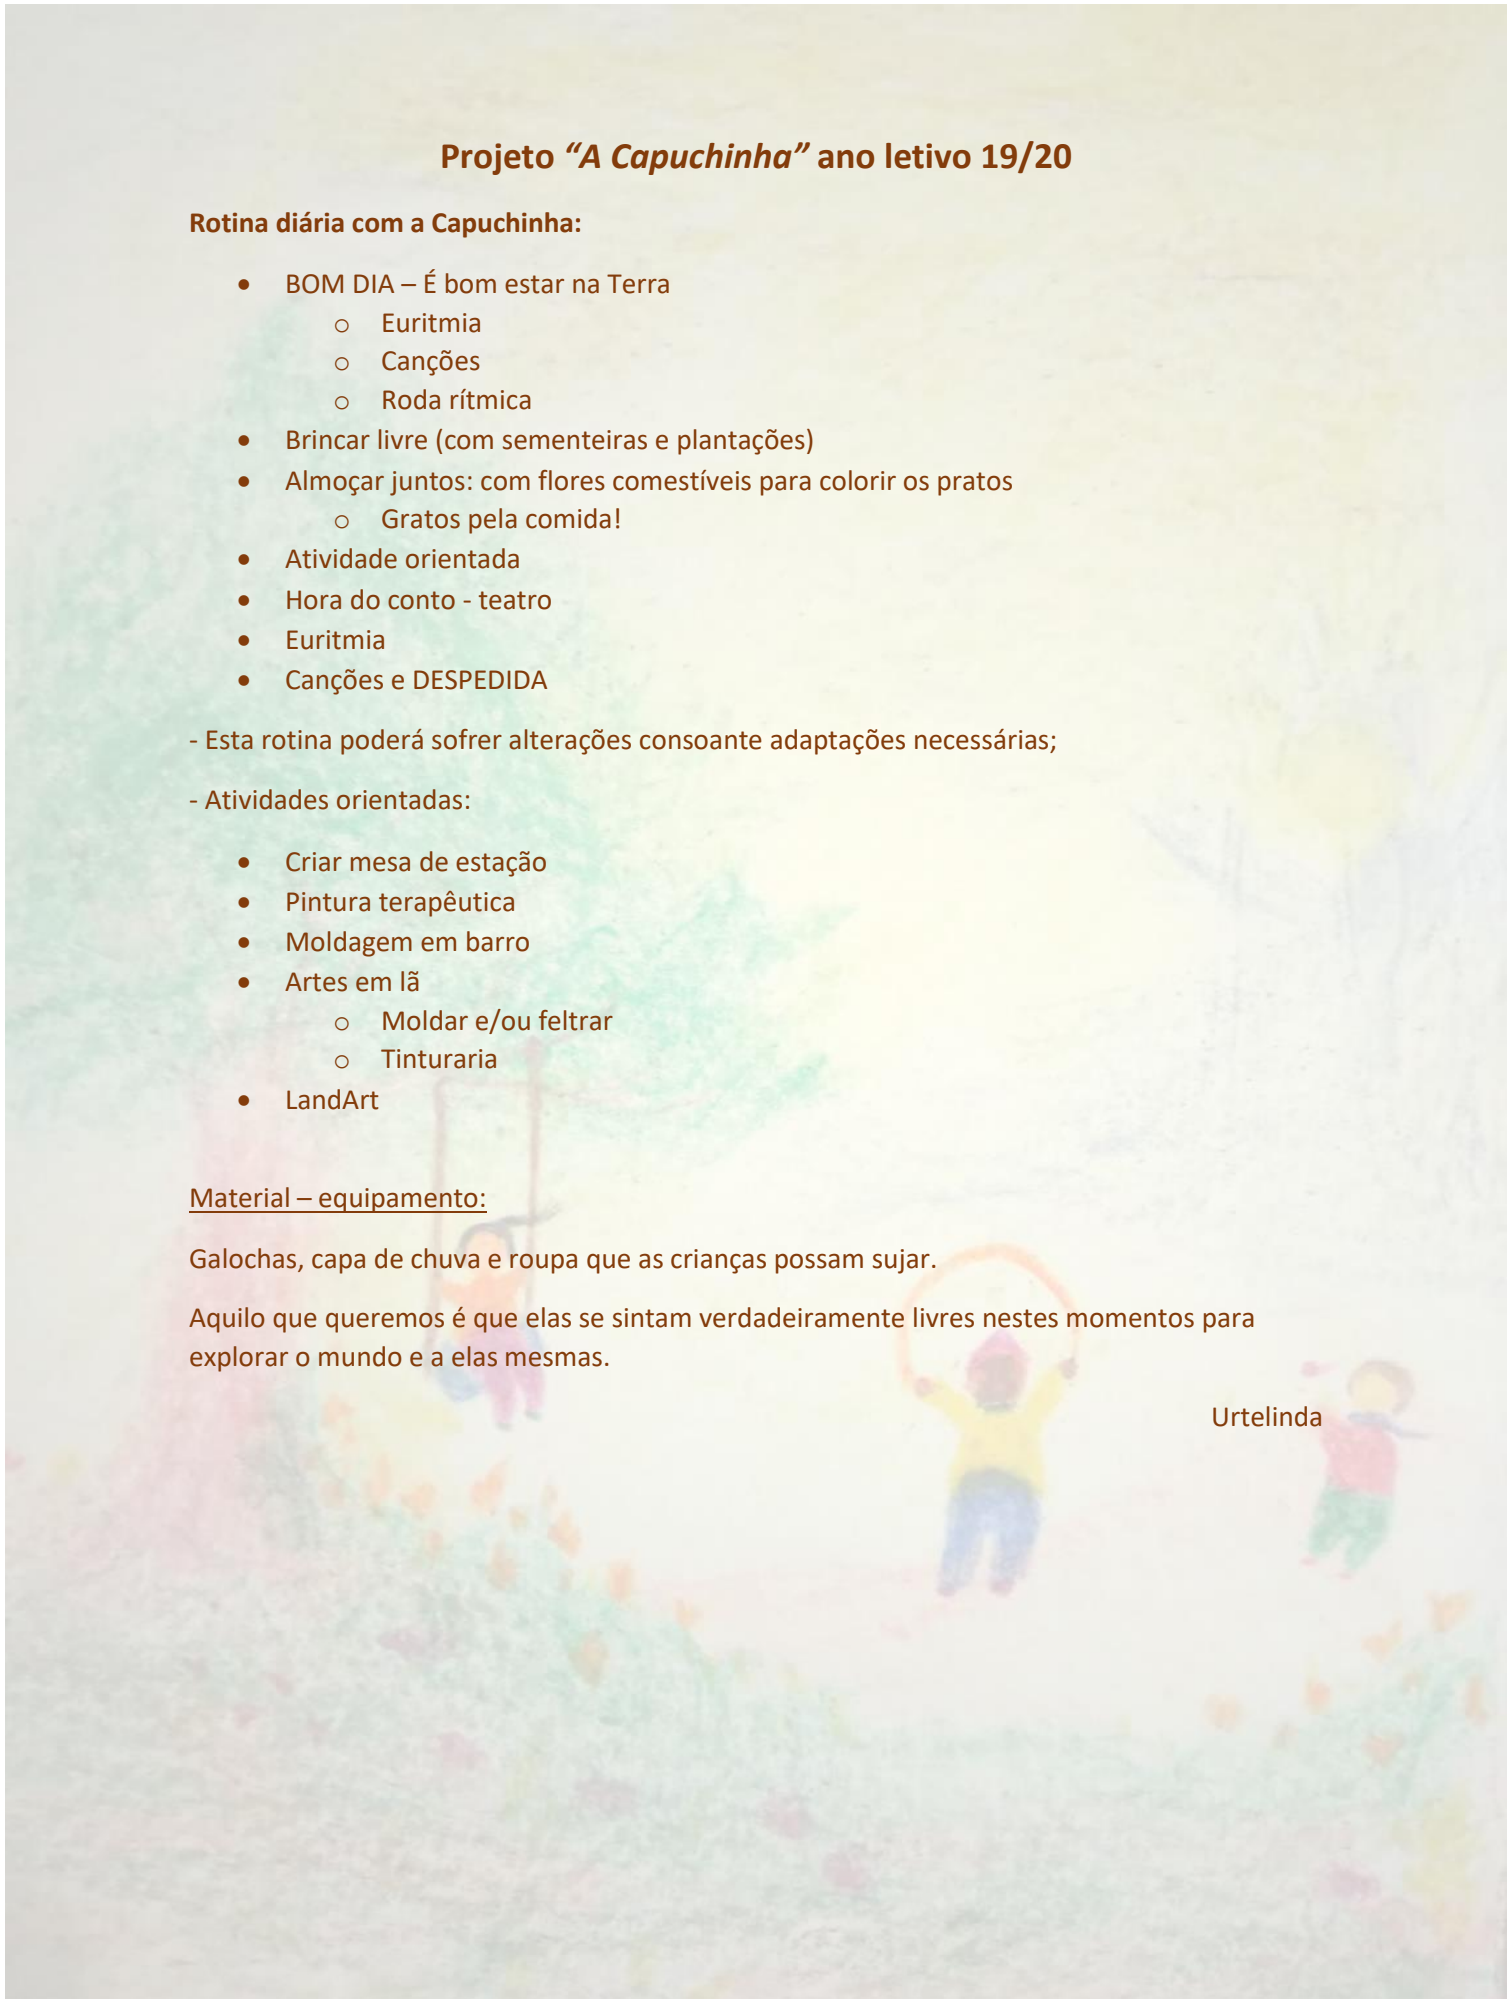 Projeto “A Capuchinha” ano letivo 19/20
Rotina diária com a Capuchinha:
• BOM DIA – É bom estar na Terra
o Euritmia
o Canções
o Roda rítmica
• Brincar livre (com sementeiras e plantações)
• Almoçar juntos: com flores comestíveis para colorir os pratos
o Gratos pela comida!
• Atividade orientada
• Hora do conto - teatro
• Euritmia
• Canções e DESPEDIDA
- Esta rotina poderá sofrer alterações consoante adaptações necessárias;
- Atividades orientadas:
• Criar mesa de estação
• Pintura terapêutica
• Moldagem em barro
• Artes em lã
o Moldar e/ou feltrar
o Tinturaria
• LandArt
Material – equipamento:
Galochas, capa de chuva e roupa que as crianças possam sujar.
Aquilo que queremos é que elas se sintam verdadeiramente livres nestes momentos para
explorar o mundo e a elas mesmas.
Urtelinda